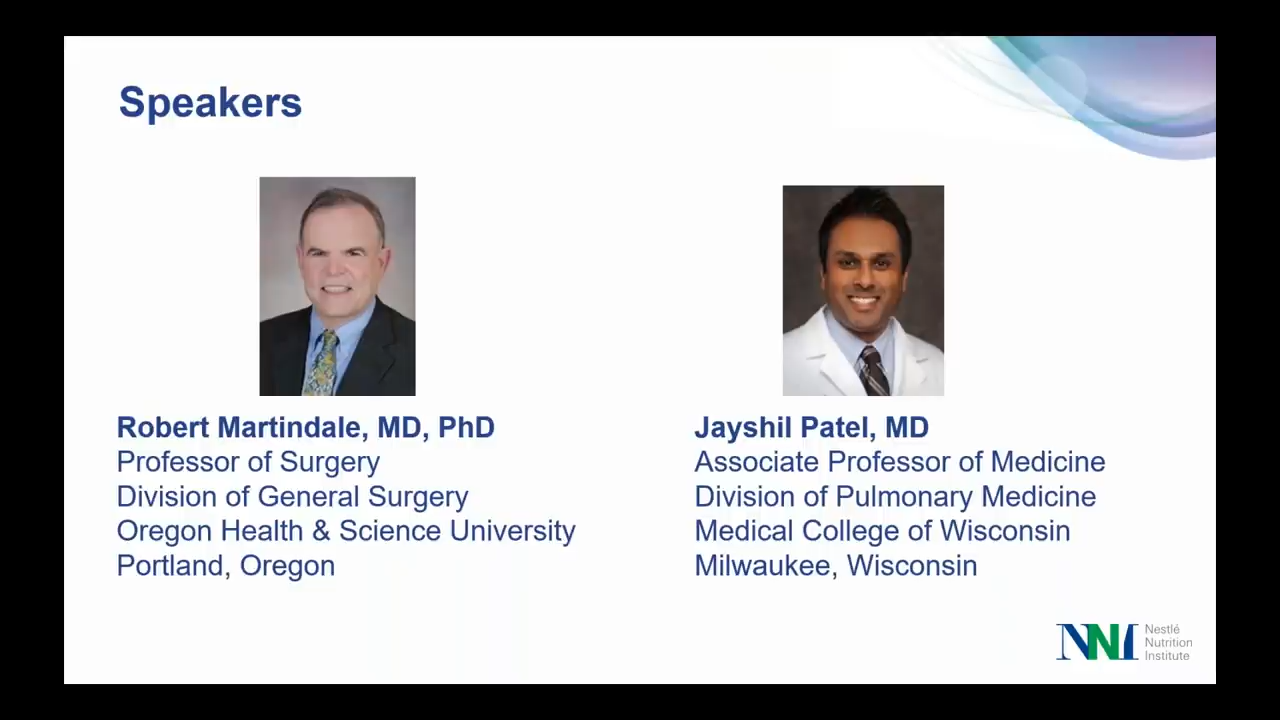 Speakers
Robert Martindale, MD, PhD
Professor of Surgery
Division of General Surgery
Oregon Health & Science University
Portland, Oregon
Jayshil Patel, MD
Associate Professor of Medicine
Division of Pulmonary Medicine
Medical College of Wisconsin
Milwaukee, Wisconsin
NNI
Nestlé
Nutrition
Institute